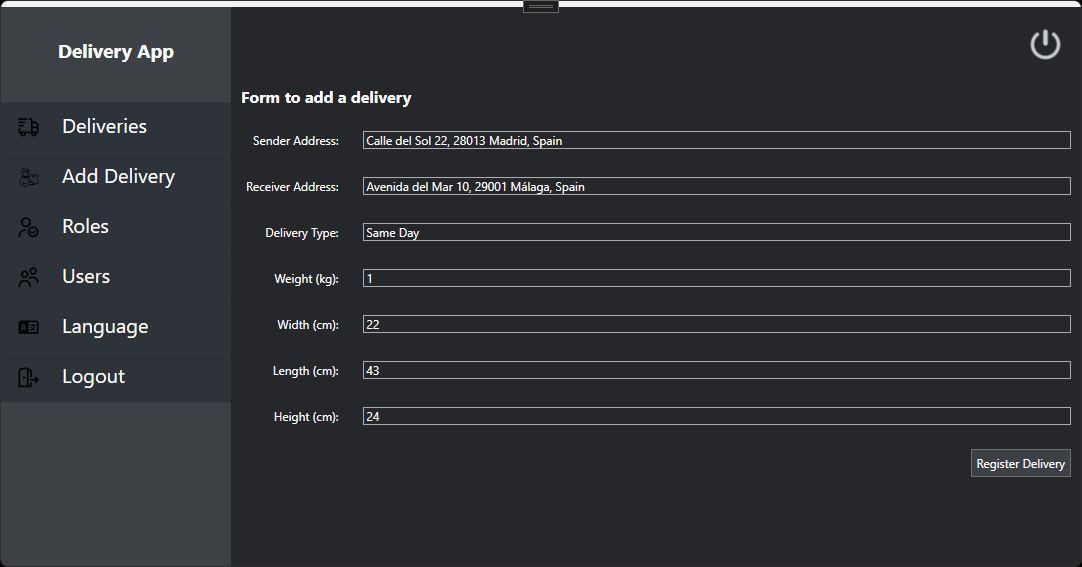 Delivery App
Deliveries
Add Delivery
Roles
Users
Language
Logout
Form to add a delivery
Sender Address: Calle del Sol 22, 28013 Madrid, Spain
Receiver Address: Avenida del Mar 10, 29001 Málaga, Spain
Delivery Type: Same Day
Weight (kg): 1
Width (cm): 22
Length (cm): 43
Height (cm): 24
Register Delivery